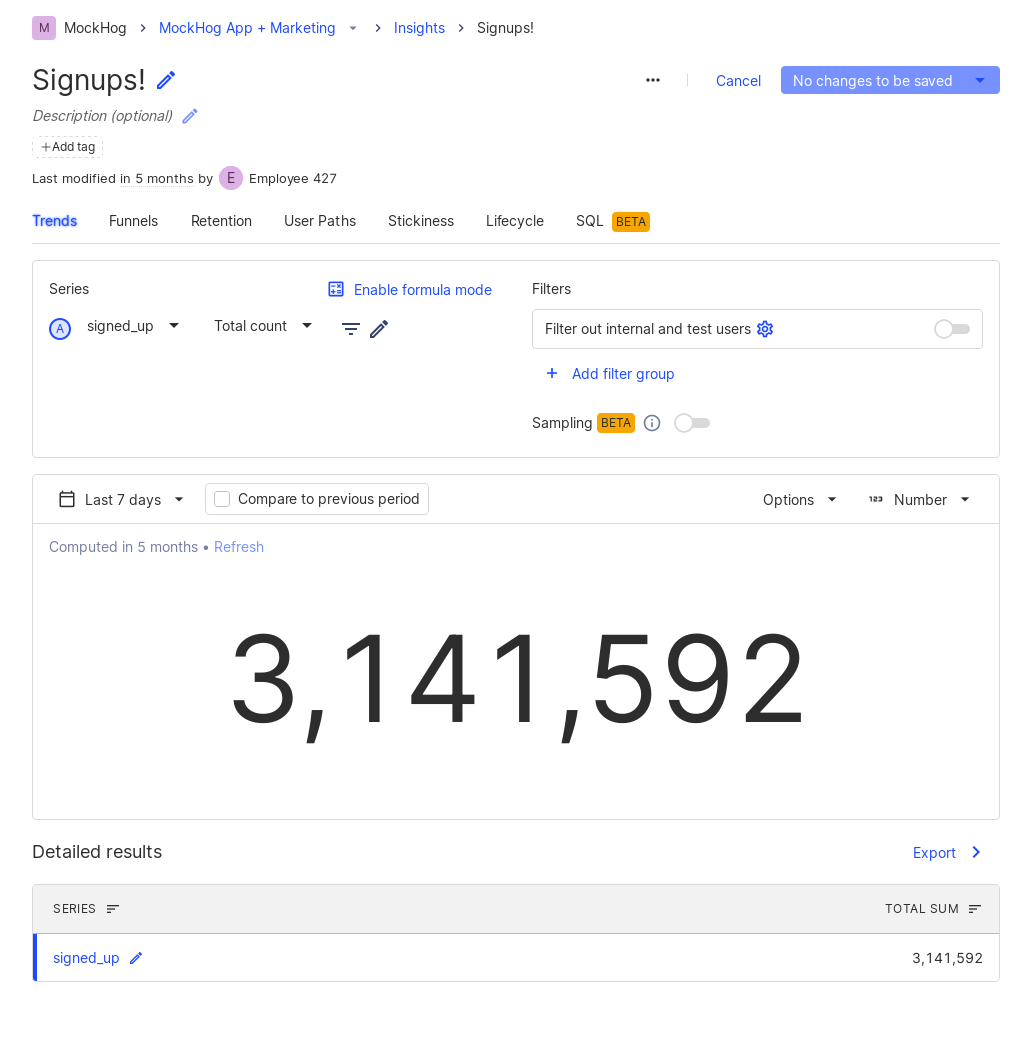 M MockHog MockHog App + Marketing Insights Signups!
Signups!
Cancel No changes to be saved
Description (optional)
+Add tag
Last modified in 5 months by E Employee 427
Trends Funnels Retention User Paths Stickiness Lifecycle SQL BETA
Series Enable formula mode
A signed_up Total count
Filters
Filter out internal and test users
+ Add filter group
Sampling BETA
Last 7 days Compare to previous period Options 123 Number
Computed in 5 months • Refresh
3,141,592
Detailed results Export
SERIES TOTAL SUM
signed_up 3,141,592